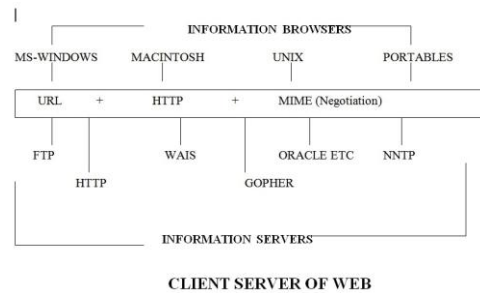 INFORMATION BROWSERS
MS-WINDOWS MACINTOSH UNIX PORTABLES
URL + HTTP + MIME (Negotiation)
FTP WAIS ORACLE ETC NNTP
HTTP GOPHER
INFORMATION SERVERS
CLIENT SERVER OF WEB